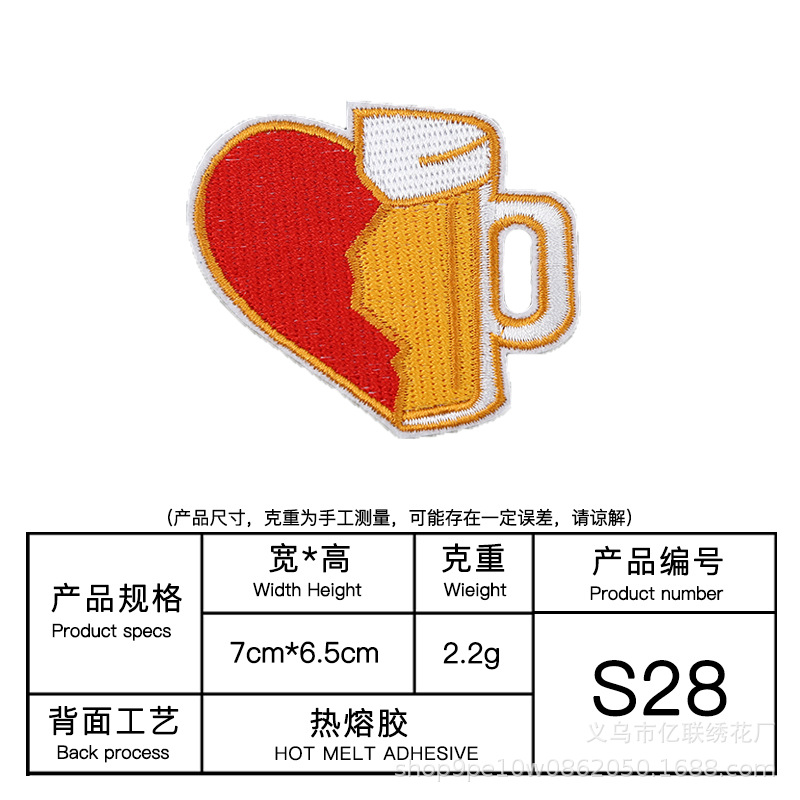 （产品尺寸，克重为手工测量，可能存在一定误差，请谅解）
产品规格
Product specs
宽*高
Width Height
克重
Wieight
产品编号
Product number
7cm*6.5cm
2.2g
S28
背面工艺
Back process
热熔胶
HOT MELT ADHESIVE
义乌市亿联绣花厂
shop9pe10w0862050.1688.com